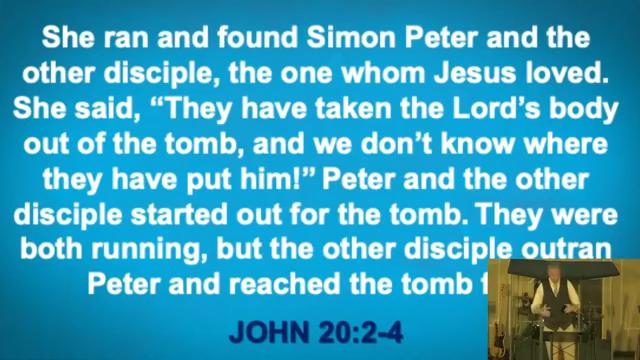 She ran and found Simon Peter and the
other disciple, the one whom Jesus loved.
She said, “They have taken the Lord’s body
out of the tomb, and we don’t know where
they have put him!” Peter and the other
disciple started out for the tomb. They were
both running, but the other disciple outran
Peter and reached the tomb
JOHN 20:2-4